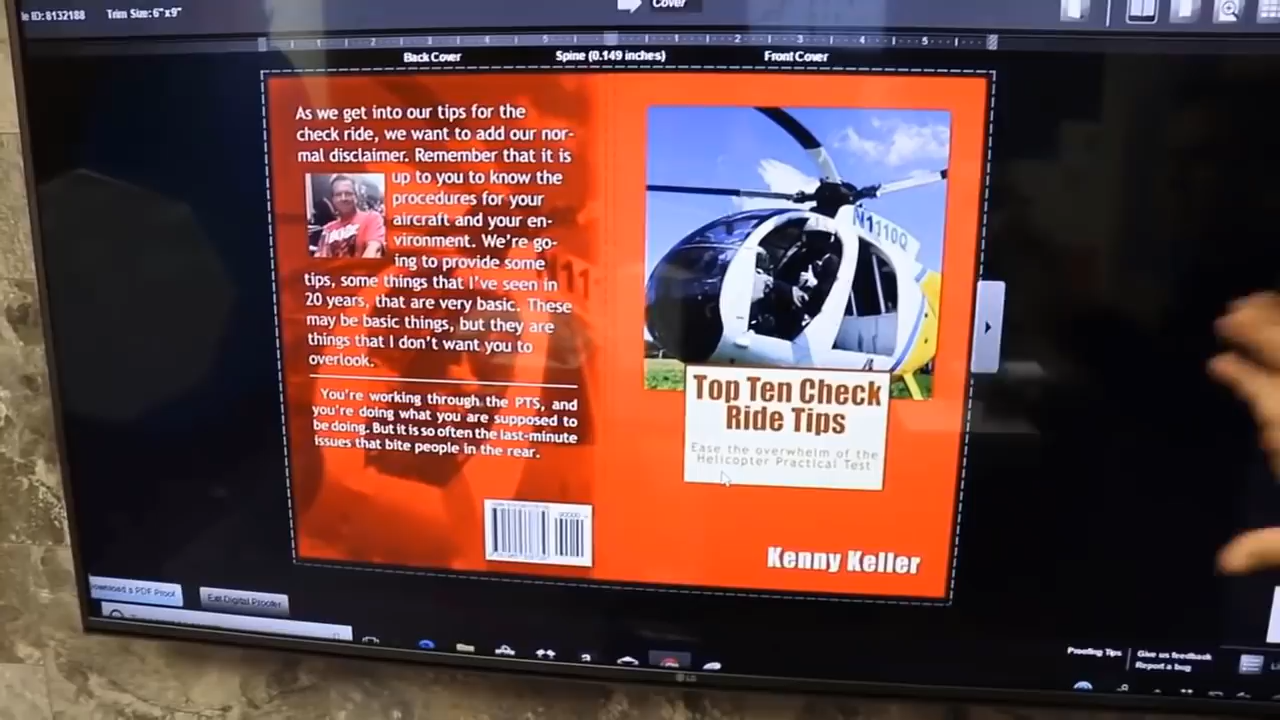 le ID: 8132188 Trim Size: 6" x 9"
Cover
Back Cover Spine (0.149 inches) Front Cover
As we get into our tips for the
check ride, we want to add our nor-
mal disclaimer. Remember that it is
up to you to know the
procedures for your
aircraft and your en-
vironment. We're go-
ing to provide some
tips, some things that I've seen in
20 years, that are very basic. These
may be basic things, but they are
things that I don't want you to
overlook.
You're working through the PTS, and
you're doing what you are supposed to
be doing. But it is so often the last-minute
issues that bite people in the rear.
N1110Q
Top Ten Check
Ride Tips
Ease the overwhelm of the
Helicopter Practical Test
Kenny Keller
ownload a PDF Proof
Exit Digital Proofer
Proofing Tips
Give us feedback
Report a bug
LG